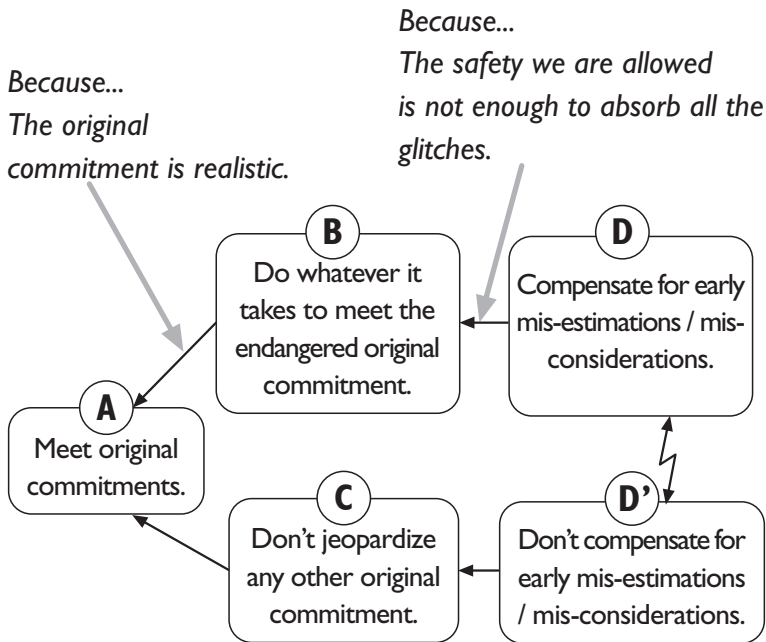 Because...
The original
commitment is realistic.
Because...
The safety we are allowed
is not enough to absorb all the
glitches.
B
Do whatever it
takes to meet the
endangered original
commitment.
D
Compensate for early
mis-estimations / mis-
considerations.
A
Meet original
commitments.
C
Don't jeopardize
any other original
commitment.
D'
Don't compensate for
early mis-estimations
/ mis-considerations.